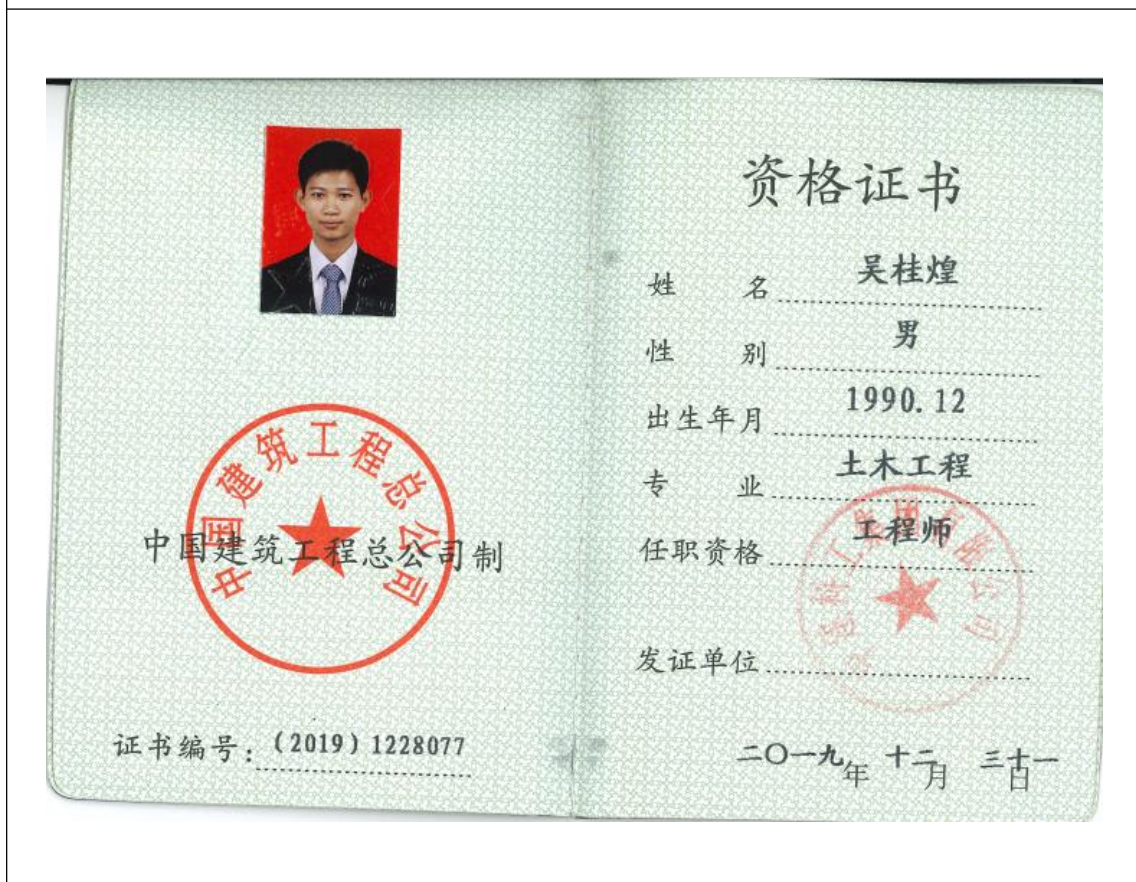 中国建筑工程总公司
中国建筑工程总公司制
证书编号：（2019）1228077
资格证书
姓 名 吴桂煌
性 别 男
出生年月 1990.12
专 业 土木工程
任职资格 工程师
发证单位
二〇一九年 十二月 三十一日